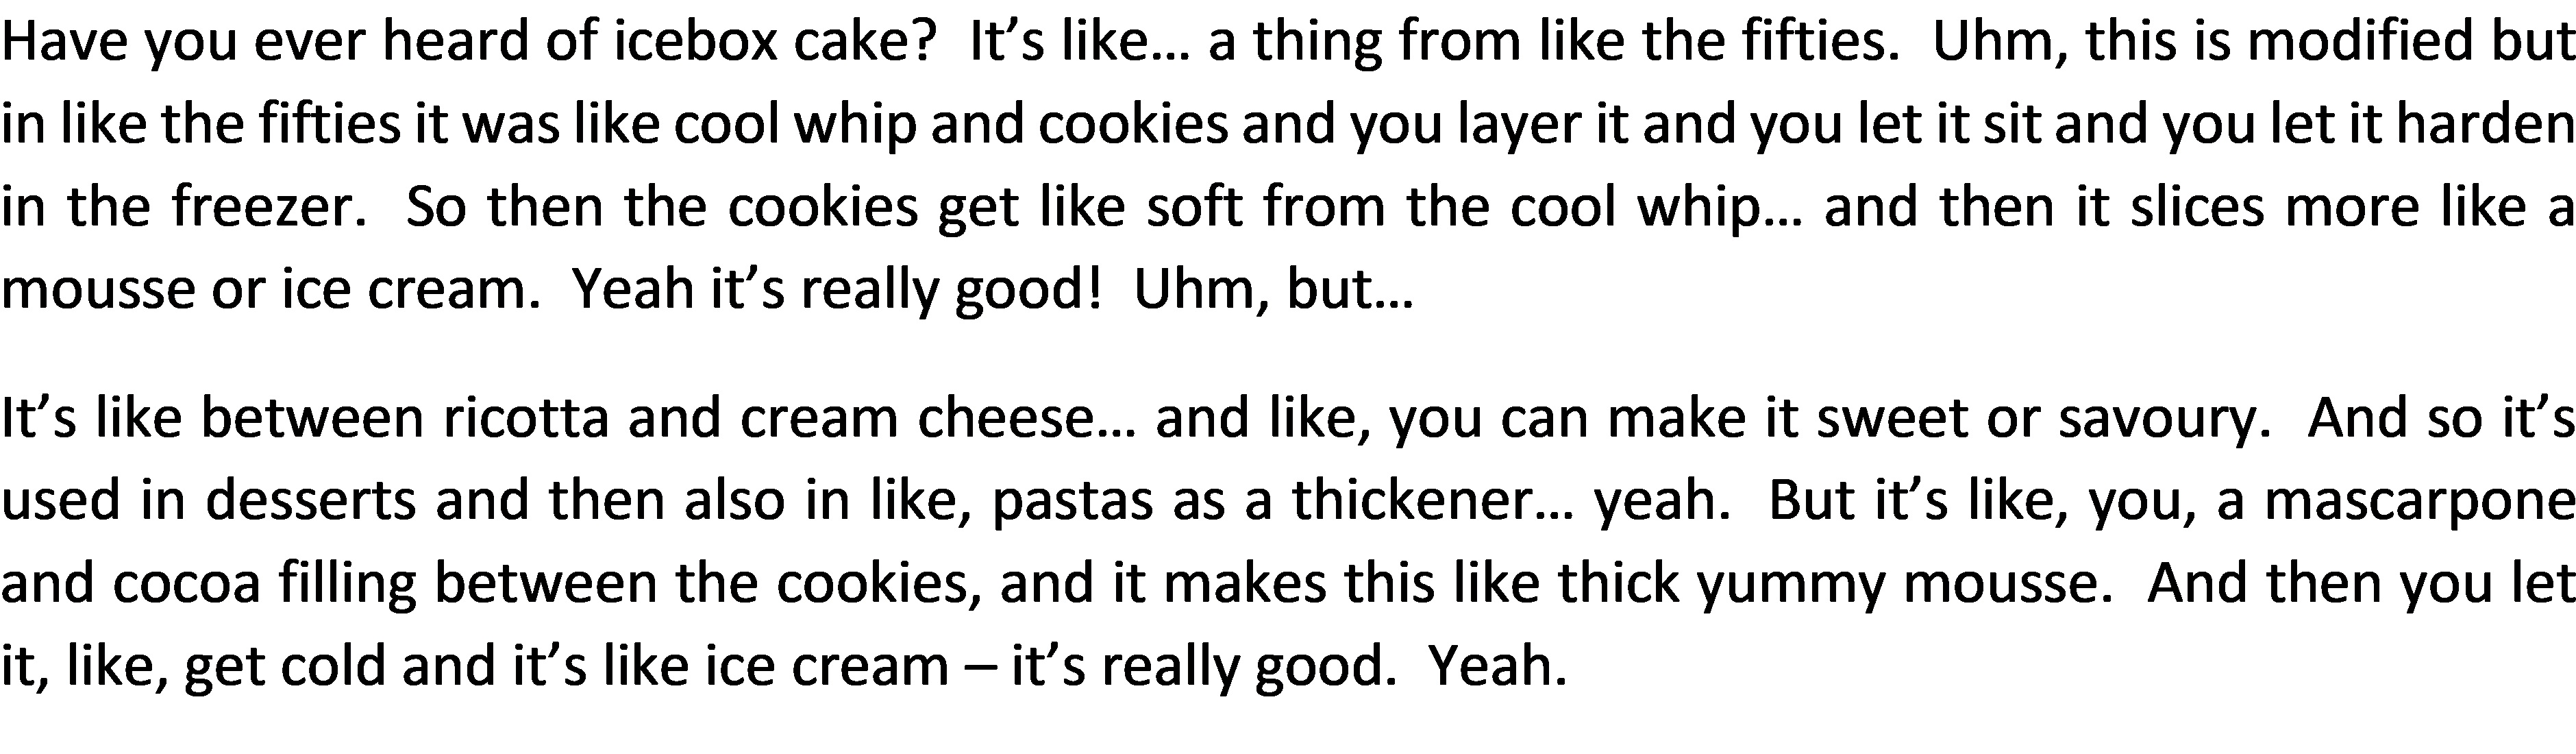 Have you ever heard of icebox cake?  It’s like… a thing from like the fifties.  Uhm, this is modified but
in like the fifties it was like cool whip and cookies and you layer it and you let it sit and you let it harden
in the freezer.  So then the cookies get like soft from the cool whip… and then it slices more like a
mousse or ice cream.  Yeah it’s really good!  Uhm, but…
It’s like between ricotta and cream cheese… and like, you can make it sweet or savoury.  And so it’s
used in desserts and then also in like, pastas as a thickener… yeah.  But it’s like, you, a mascarpone
and cocoa filling between the cookies, and it makes this like thick yummy mousse.  And then you let
it, like, get cold and it’s like ice cream – it’s really good.  Yeah.